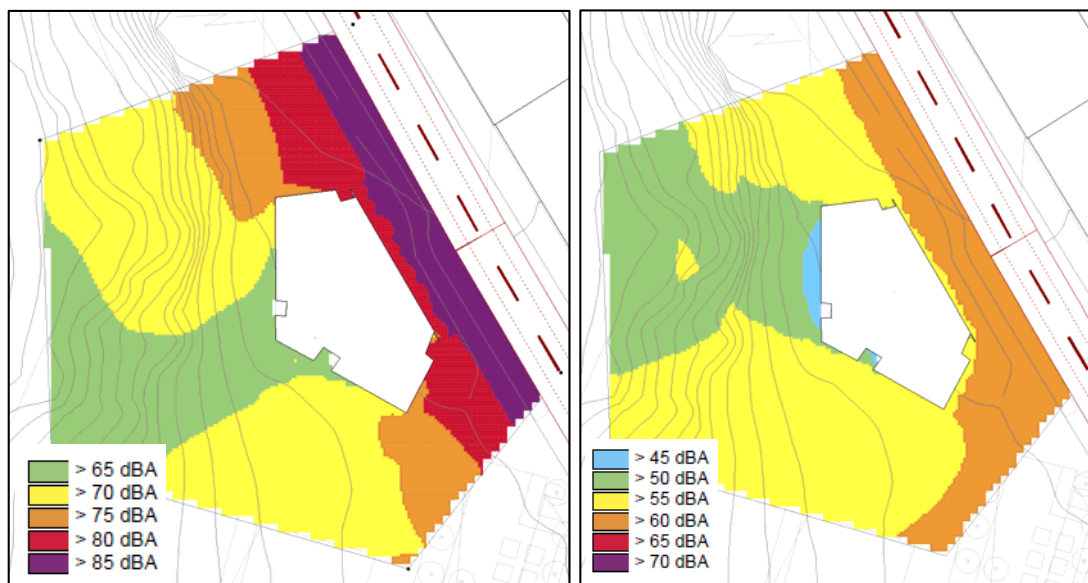 > 65 dBA
> 70 dBA
> 75 dBA
> 80 dBA
> 85 dBA
> 45 dBA
> 50 dBA
> 55 dBA
> 60 dBA
> 65 dBA
> 70 dBA